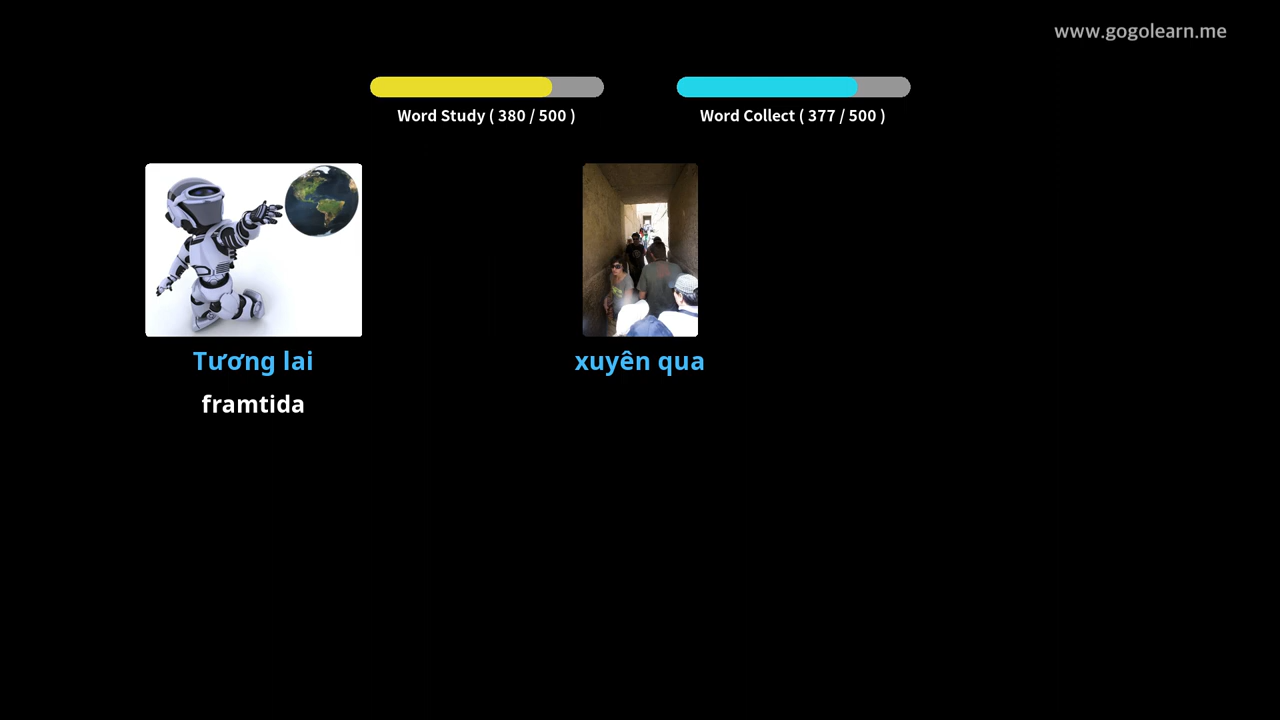 www.gogolearn.me
Word Study ( 380 / 500 )
Word Collect ( 377 / 500 )
Tương lai
xuyên qua
framtida